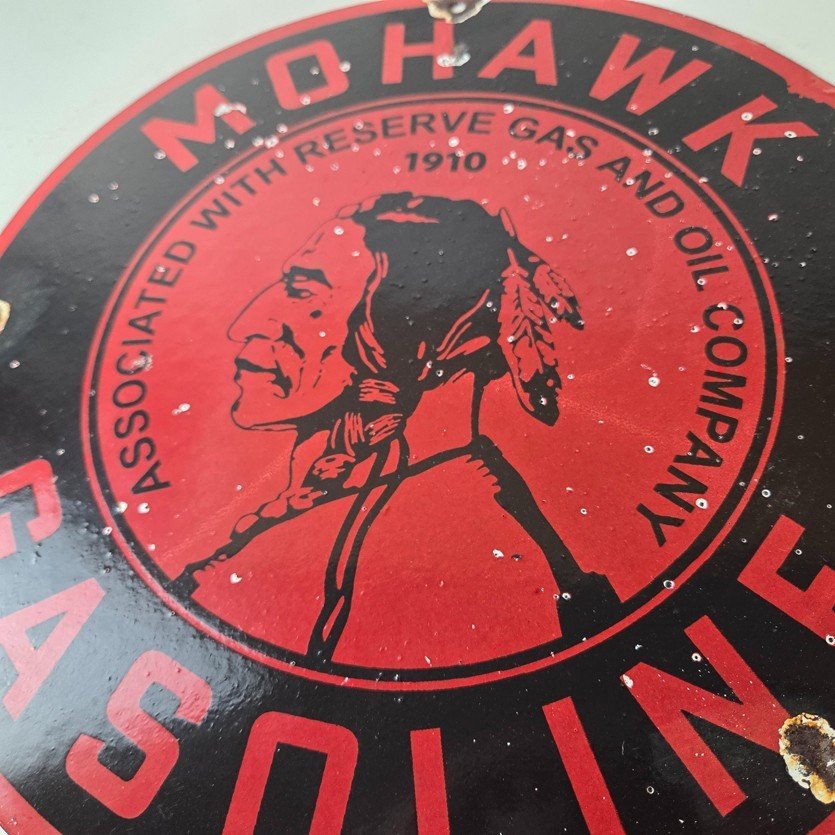 MOHAWK
ASSOCIATED WITH RESERVE GAS AND OIL COMPANY
1910
GASOLINE